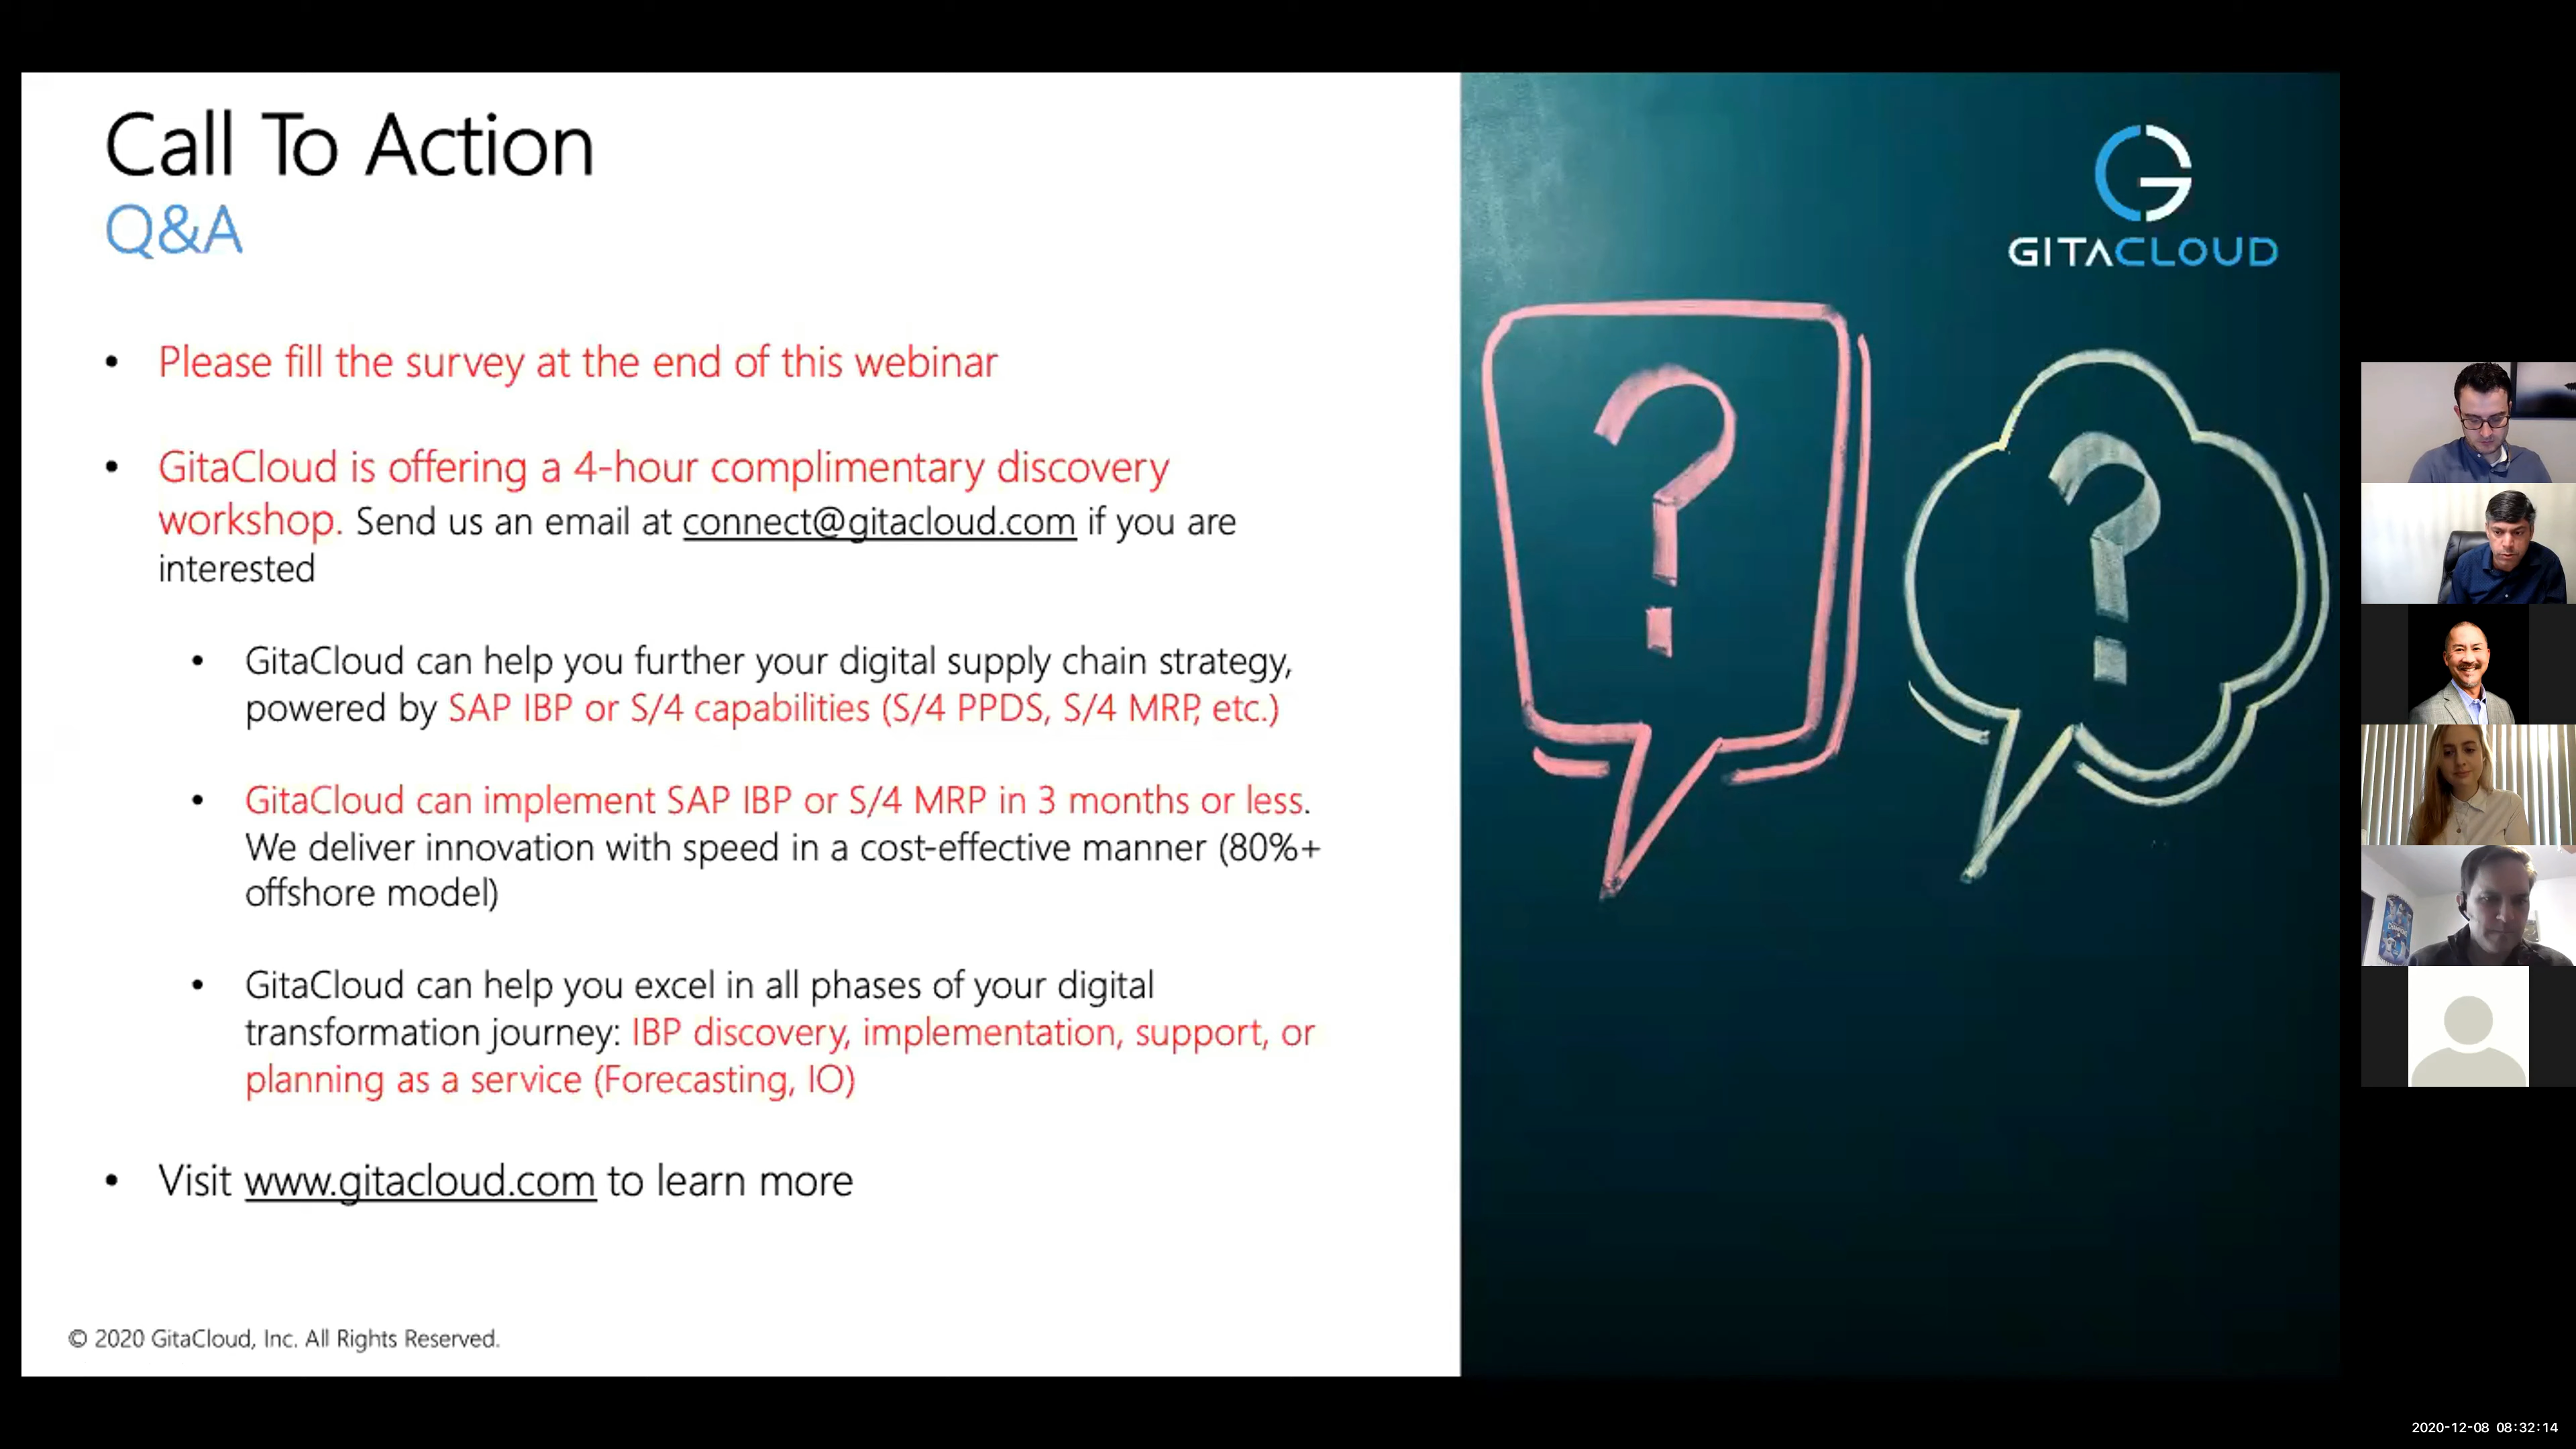 Call To Action
Q&A
GITACLOUD
• Please fill the survey at the end of this webinar
• GitaCloud is offering a 4-hour complimentary discovery
workshop. Send us an email at connect@gitacloud.com if you are
interested
• GitaCloud can help you further your digital supply chain strategy,
powered by SAP IBP or S/4 capabilities (S/4 PPDS, S/4 MRP, etc.)
• GitaCloud can implement SAP IBP or S/4 MRP in 3 months or less.
We deliver innovation with speed in a cost-effective manner (80%+
offshore model)
• GitaCloud can help you excel in all phases of your digital
transformation journey: IBP discovery, implementation, support, or
planning as a service (Forecasting, IO)
• Visit www.gitacloud.com to learn more
? ?
© 2020 GitaCloud, Inc. All Rights Reserved.
2020-12-08 08:32:14